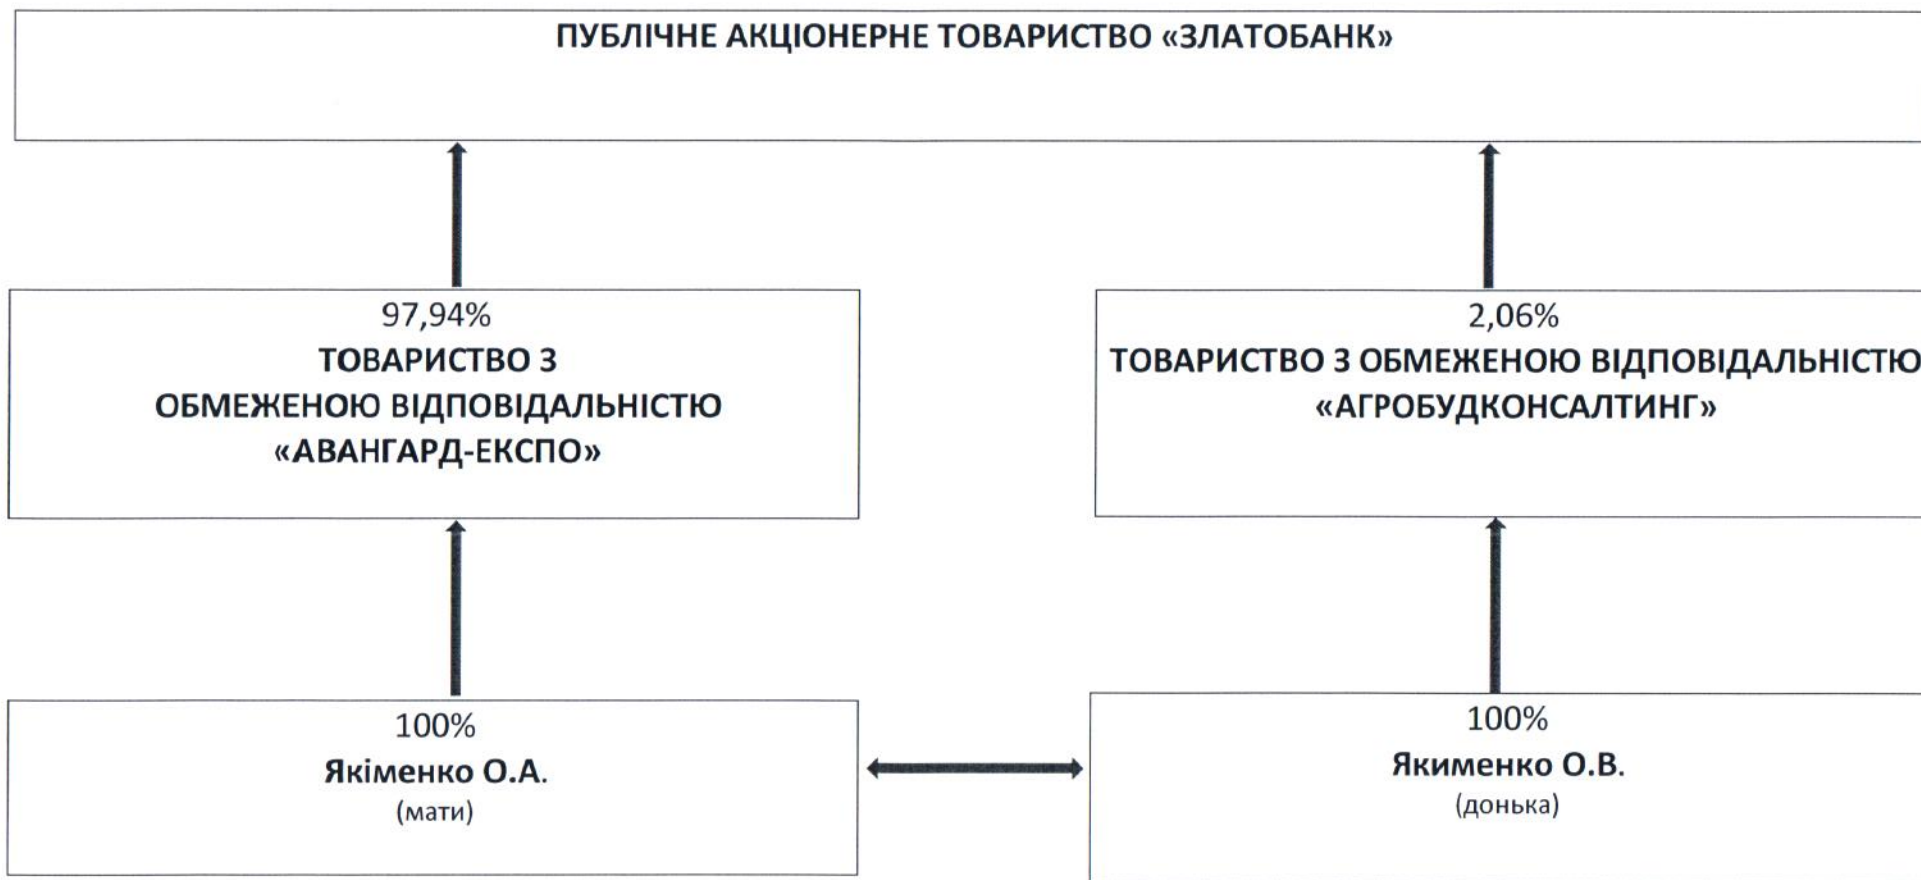 ПУБЛІЧНЕ АКЦІОНЕРНЕ ТОВАРИСТВО «ЗЛАТОБАНК»
97,94%
ТОВАРИСТВО З
ОБМЕЖЕНОЮ ВІДПОВІДАЛЬНІСТЮ
«АВАНГАРД-ЕКСПО»
2,06%
ТОВАРИСТВО З ОБМЕЖЕНОЮ ВІДПОВІДАЛЬНІСТЮ
«АГРОБУДКОНСАЛТИНГ»
100%
Якіменко О.А.
(мати)
100%
Якименко О.В.
(донька)